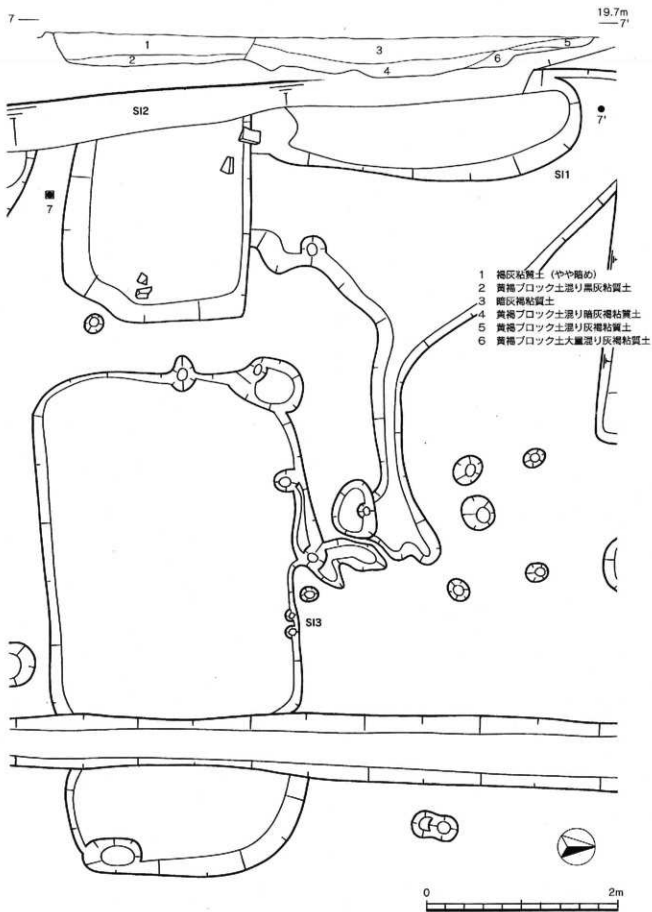 7
19.7m
7'
1
2
3
4
5
6
SI2
7'
SI1
7
1 褐灰粘質土（やや暗め）
2 黄褐ブロック土混り黒灰粘質土
3 暗灰褐粘質土
4 黄褐ブロック土混り暗灰褐粘質土
5 黄褐ブロック土混り灰褐粘質土
6 黄褐ブロック土大量混り灰褐粘質土
SI3
0 2m